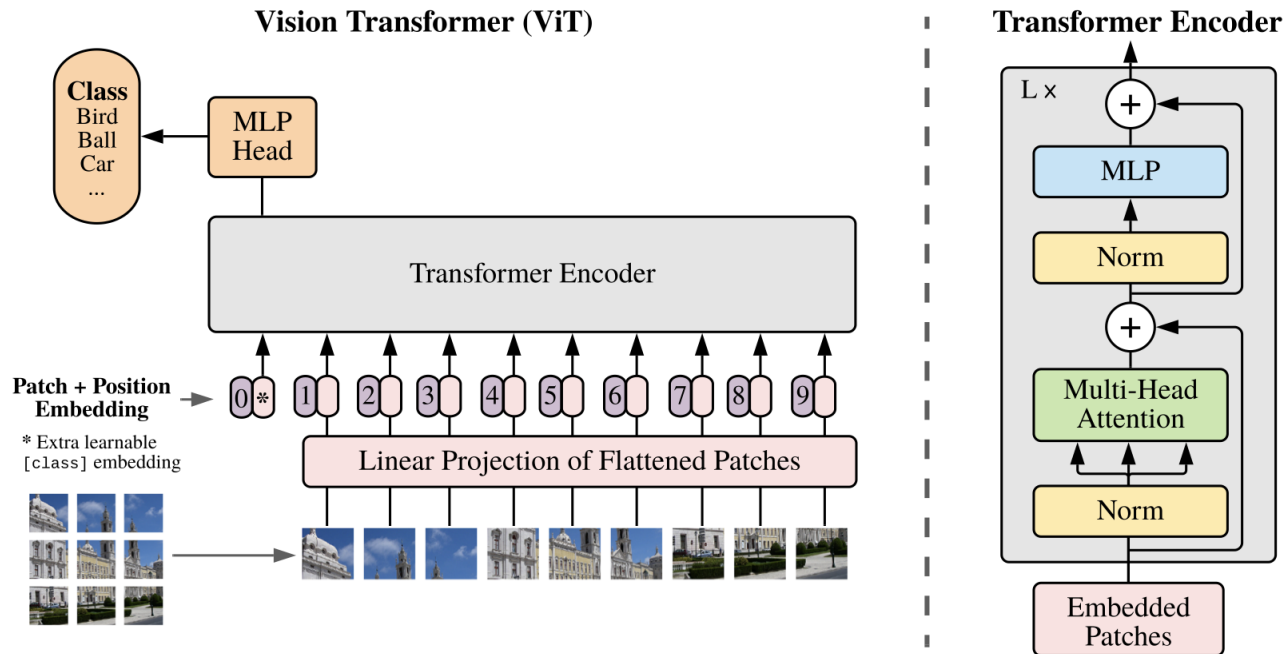 Vision Transformer (ViT)
Class
Bird
Ball
Car
...
MLP
Head
Transformer Encoder
Patch + Position
Embedding
0 * 1 2 3 4 5 6 7 8 9
* Extra learnable
[class] embedding
Linear Projection of Flattened Patches
Transformer Encoder
L ×
+
MLP
Norm
+
Multi-Head
Attention
Norm
Embedded
Patches